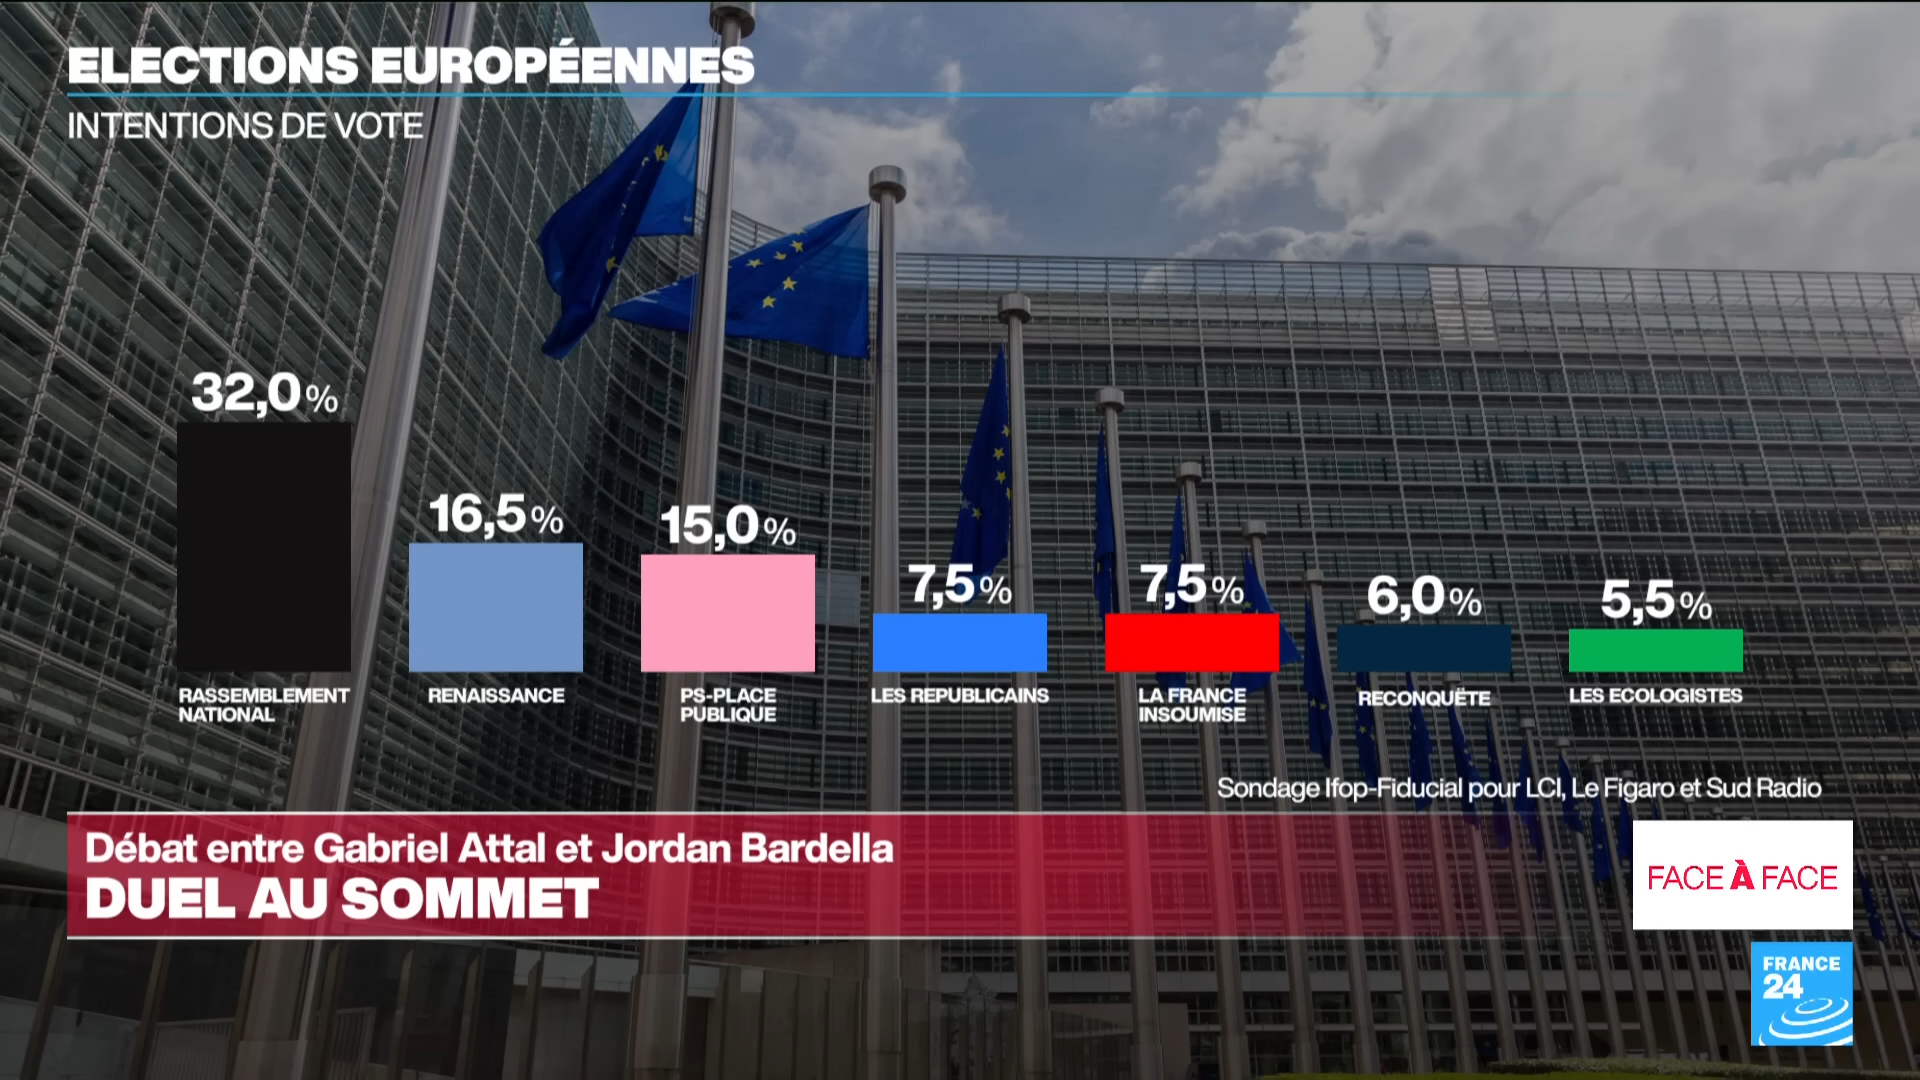 ELECTIONS EUROPÉENNES
INTENTIONS DE VOTE
32,0%
16,5%
15,0%
7,5%
7,5%
6,0%
5,5%
RASSEMBLEMENT
NATIONAL
RENAISSANCE
PS-PLACE
PUBLIQUE
LES REPUBLICAINS
LA FRANCE
INSOUMISE
RECONQUËTE
LES ECOLOGISTES
Sondage Ifop-Fiducial pour LCI, Le Figaro et Sud Radio
Débat entre Gabriel Attal et Jordan Bardella
DUEL AU SOMMET
FACE À FACE
FRANCE
24